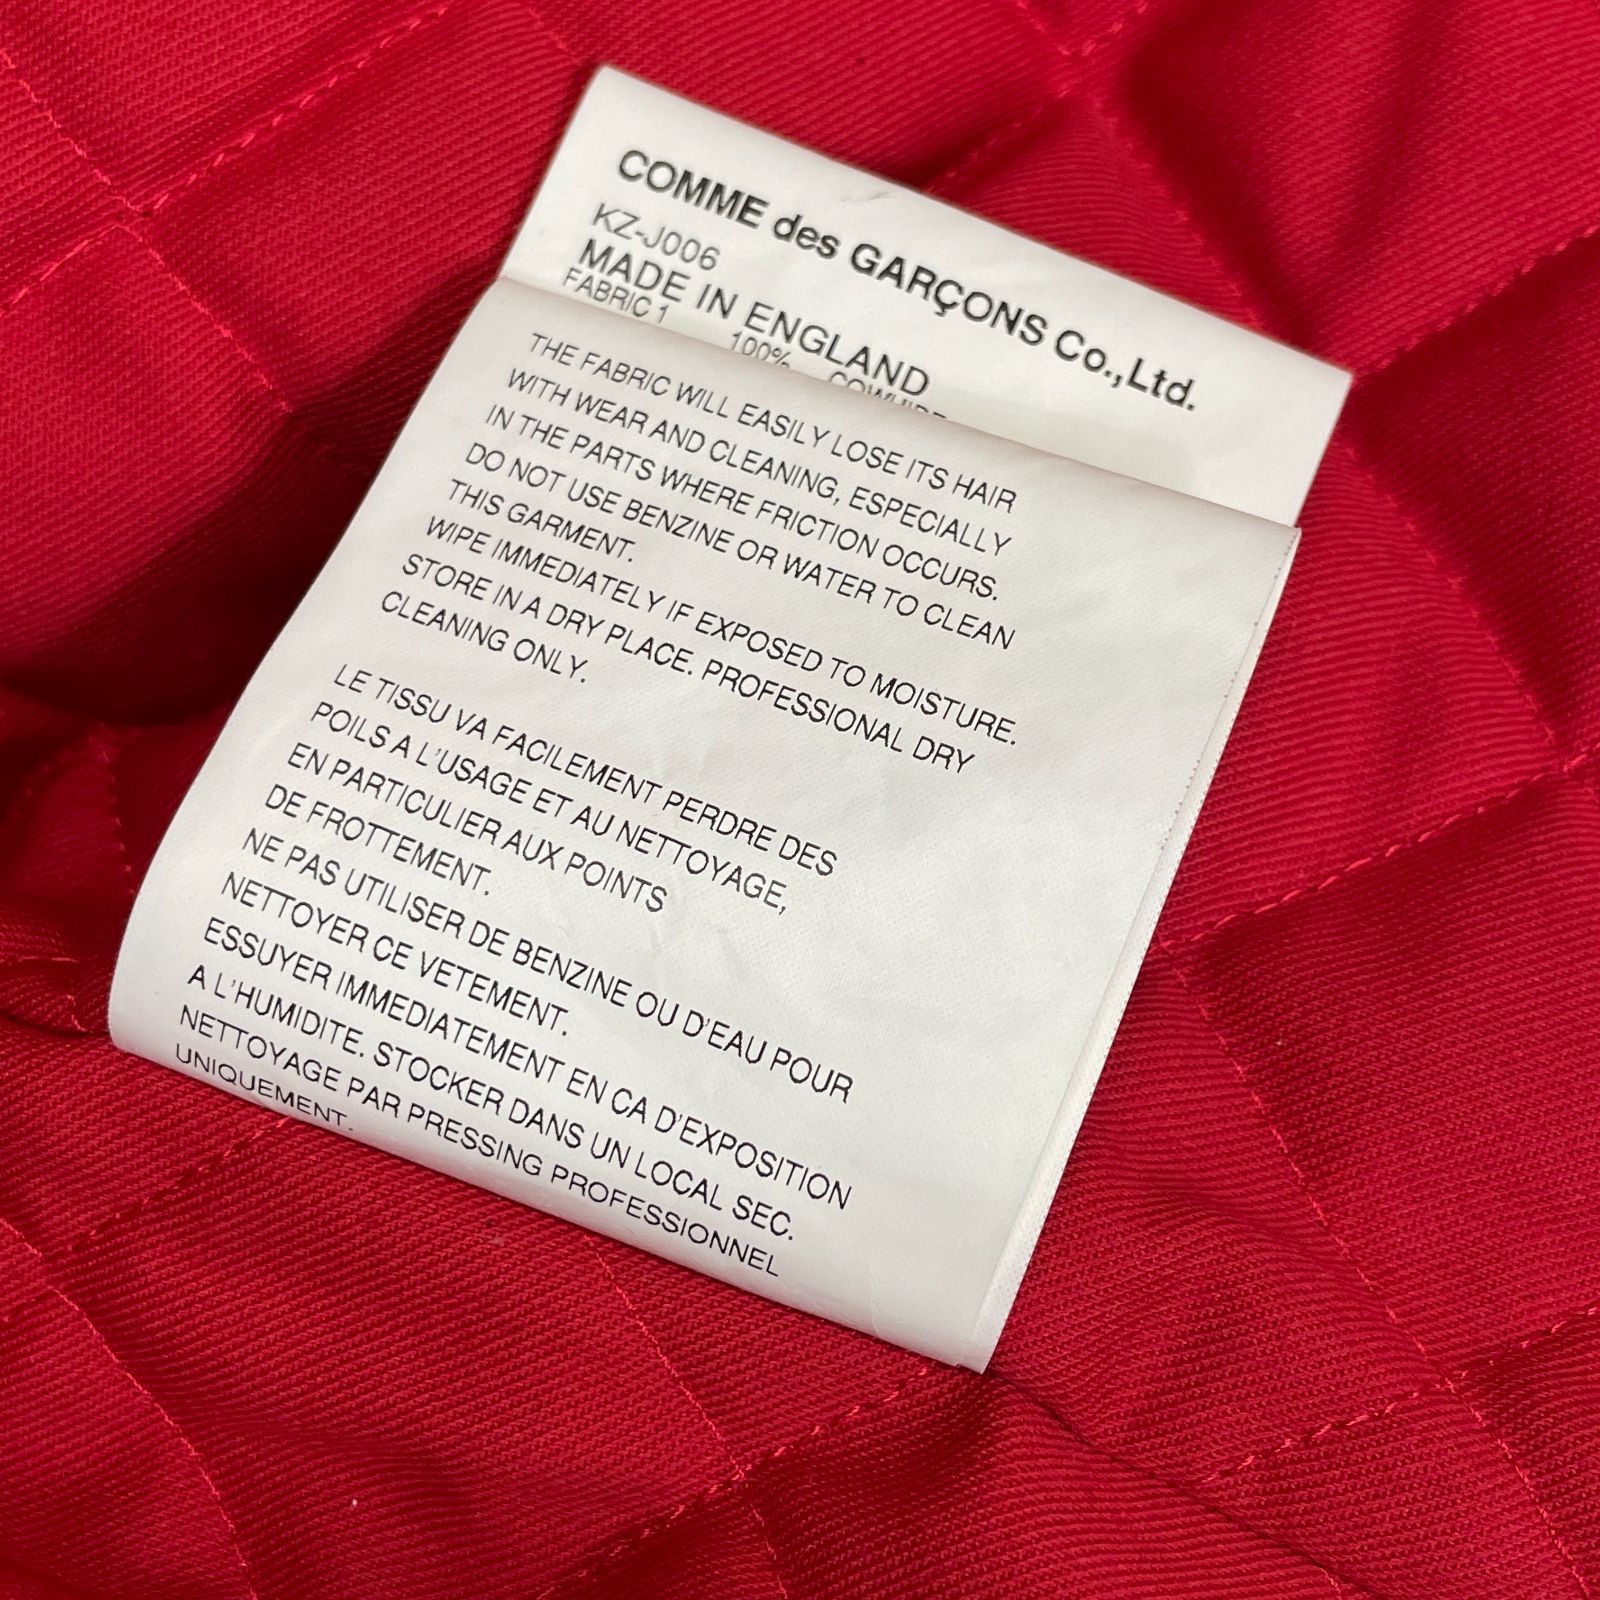 COMME des GARÇONS Co.,Ltd.
KZ-J006
MADE IN ENGLAND
FABRIC 1 100% COWHIDE
THE FABRIC WILL EASILY LOSE ITS HAIR
WITH WEAR AND CLEANING, ESPECIALLY
IN THE PARTS WHERE FRICTION OCCURS.
DO NOT USE BENZINE OR WATER TO CLEAN
THIS GARMENT.
WIPE IMMEDIATELY IF EXPOSED TO MOISTURE.
STORE IN A DRY PLACE. PROFESSIONAL DRY
CLEANING ONLY.
LE TISSU VA FACILEMENT PERDRE DES
POILS A L'USAGE ET AU NETTOYAGE,
EN PARTICULIER AUX POINTS
DE FROTTEMENT.
NE PAS UTILISER DE BENZINE OU D'EAU POUR
NETTOYER CE VETEMENT.
ESSUYER IMMEDIATEMENT EN CA D'EXPOSITION
A L'HUMIDITE. STOCKER DANS UN LOCAL SEC.
NETTOYAGE PAR PRESSING PROFESSIONNEL
UNIQUEMENT.